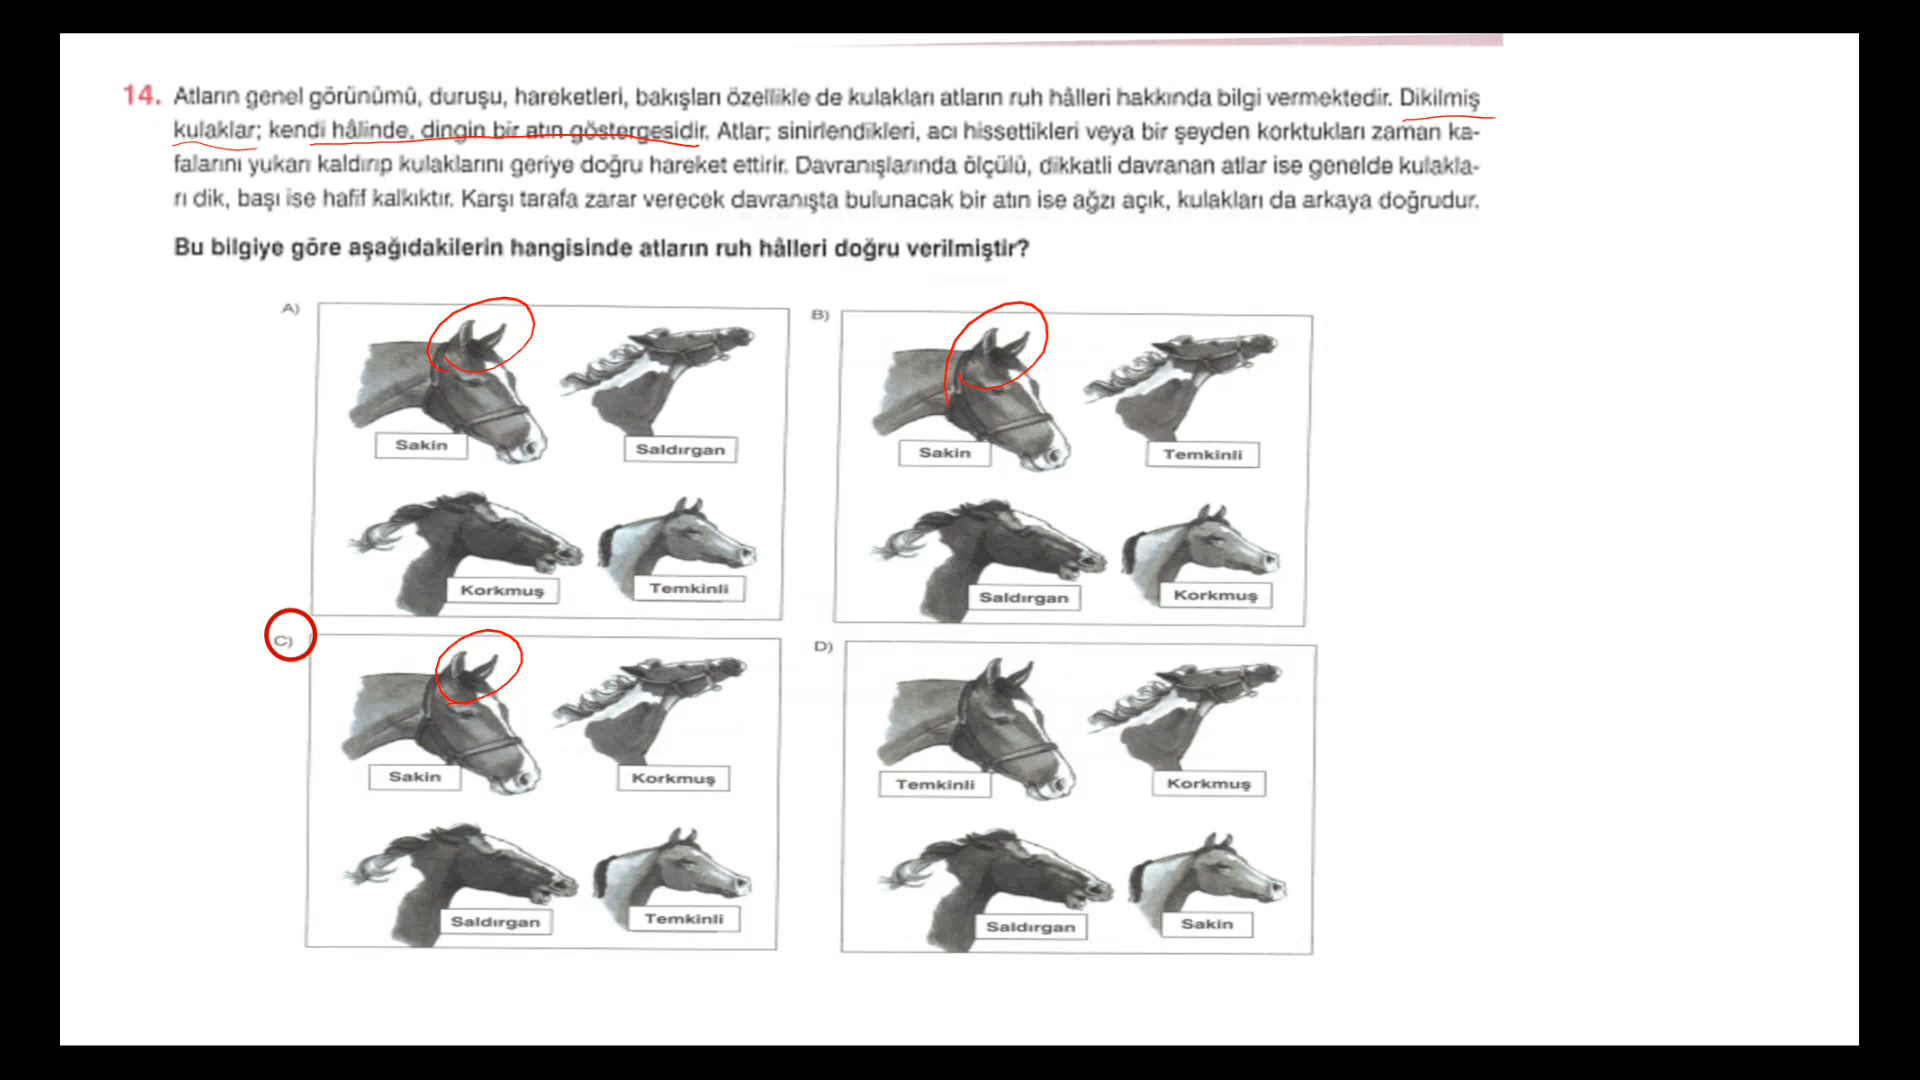 14. Atların genel görünümü, duruşu, hareketleri, bakışları özellikle de kulakları atların ruh hâlleri hakkında bilgi vermektedir. Dikilmiş
kulaklar; kendi hâlinde, dingin bir atın göstergesidir. Atlar; sinirlendikleri, acı hissettikleri veya bir şeyden korktukları zaman ka-
falarını yukarı kaldırıp kulaklarını geriye doğru hareket ettirir. Davranışlarında ölçülü, dikkatli davranan atlar ise genelde kulakla-
rı dik, başı ise hafif kalkıktır. Karşı tarafa zarar verecek davranışta bulunacak bir atın ise ağzı açık, kulakları da arkaya doğrudur.
Bu bilgiye göre aşağıdakilerin hangisinde atların ruh hâlleri doğru verilmiştir?
A)
Sakin
Saldırgan
Korkmuş
Temkinli
B)
Sakin
Temkinli
Saldırgan
Korkmuş
C)
Sakin
Korkmuş
Saldırgan
Temkinli
D)
Temkinli
Korkmuş
Saldırgan
Sakin